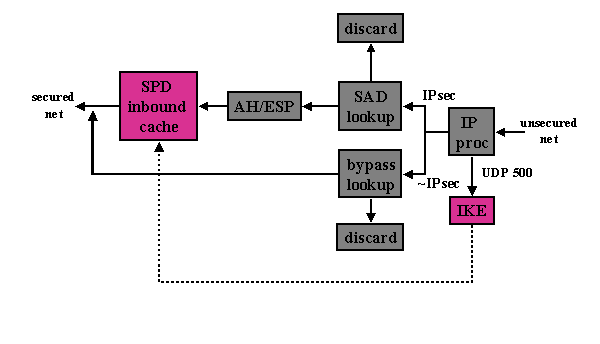 discard
secured
net
SPD
inbound
cache
AH/ESP
SAD
lookup
IPsec
IP
proc
unsecured
net
bypass
lookup
~IPsec
UDP 500
IKE
discard